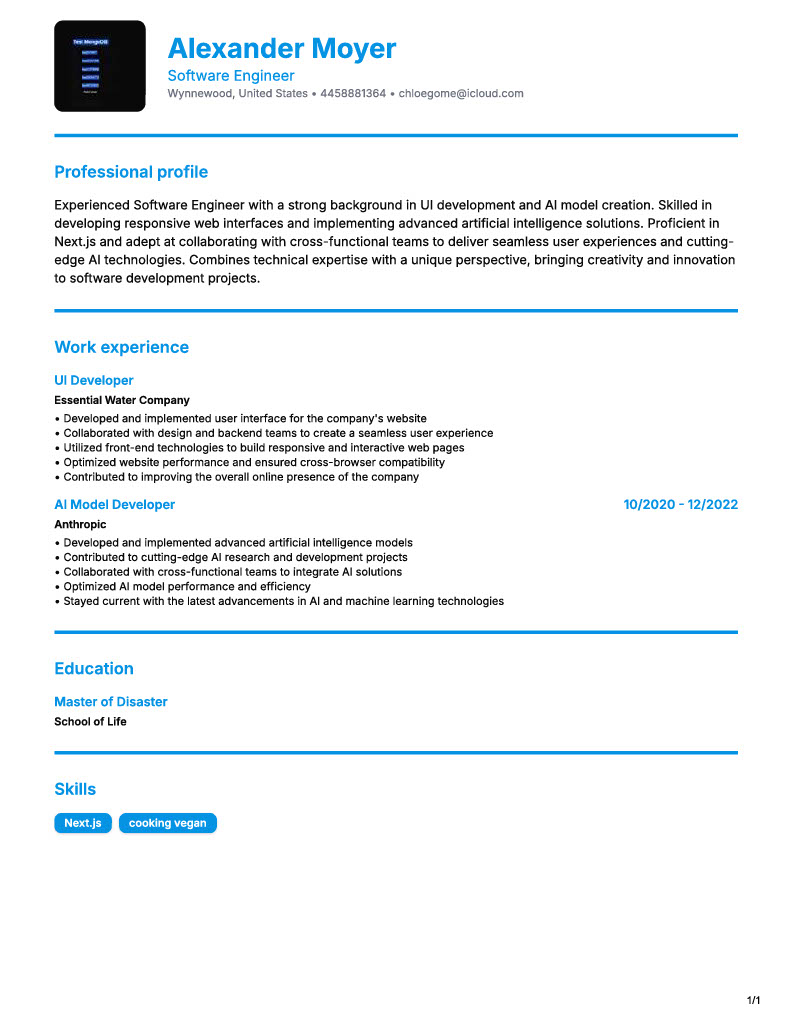 Test MongoDB
Alexander Moyer
Software Engineer
Wynnewood, United States • 4458881364 • chloegome@icloud.com
Professional profile
Experienced Software Engineer with a strong background in UI development and AI model creation. Skilled in
developing responsive web interfaces and implementing advanced artificial intelligence solutions. Proficient in
Next.js and adept at collaborating with cross-functional teams to deliver seamless user experiences and cutting-
edge AI technologies. Combines technical expertise with a unique perspective, bringing creativity and innovation
to software development projects.
Work experience
UI Developer
Essential Water Company
• Developed and implemented user interface for the company's website
• Collaborated with design and backend teams to create a seamless user experience
• Utilized front-end technologies to build responsive and interactive web pages
• Optimized website performance and ensured cross-browser compatibility
• Contributed to improving the overall online presence of the company
AI Model Developer 10/2020 - 12/2022
Anthropic
• Developed and implemented advanced artificial intelligence models
• Contributed to cutting-edge AI research and development projects
• Collaborated with cross-functional teams to integrate AI solutions
• Optimized AI model performance and efficiency
• Stayed current with the latest advancements in AI and machine learning technologies
Education
Master of Disaster
School of Life
Skills
Next.js cooking vegan
1/1